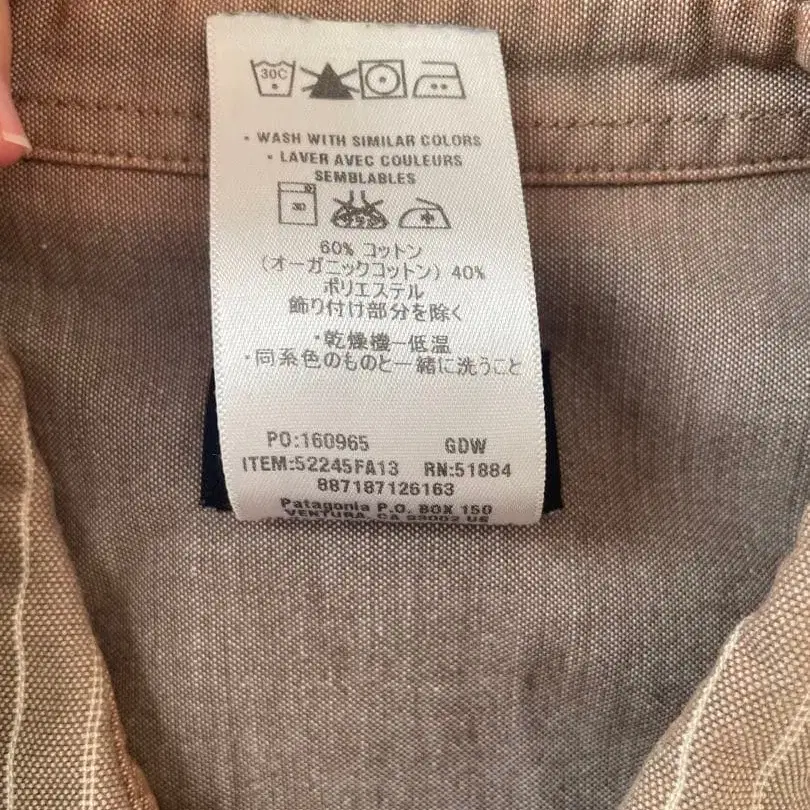 30C
• WASH WITH SIMILAR COLORS
• LAVER AVEC COULEURS
SEMBLABLES
30
60% コットン
(オーガニックコットン) 40%
ポリエステル
飾り付け部分を除く
・乾燥機一低温
・同系色のものと一緒に洗うこと
PO:160965 GDW
ITEM:52245FA13 RN:51884
887187126163
Patagonia P.O. BOX 150
VENTURA, CA 93002 US